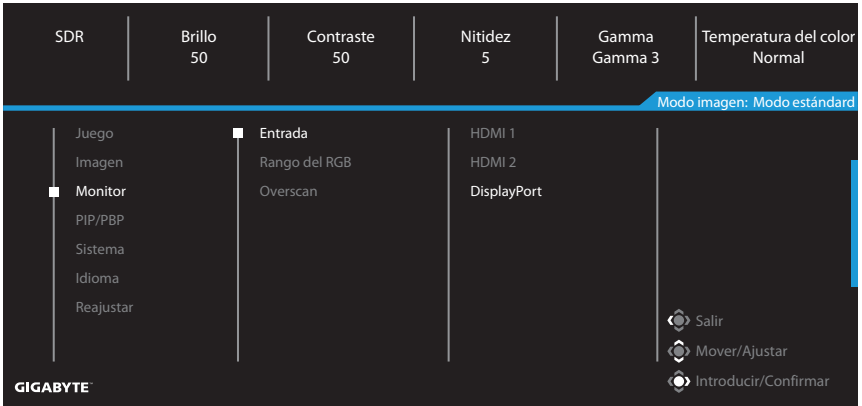 SDR
Brillo
50
Contraste
50
Nitidez
5
Gamma
Gamma 3
Temperatura del color
Normal
Modo imagen: Modo estándard
Juego
Imagen
Monitor
PIP/PBP
Sistema
Idioma
Reajustar
Entrada
Rango del RGB
Overscan
HDMI 1
HDMI 2
DisplayPort
Salir
Mover/Ajustar
Introducir/Confirmar
GIGABYTE™